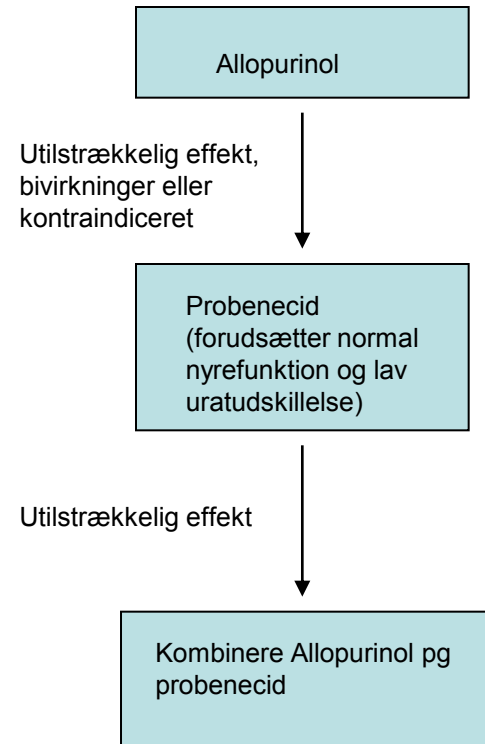 Allopurinol
Utilstrækkelig effekt,
bivirkninger eller
kontraindiceret
Probenecid
(forudsætter normal
nyrefunktion og lav
uratudskillelse)
Utilstrækkelig effekt
Kombinere Allopurinol pg
probenecid